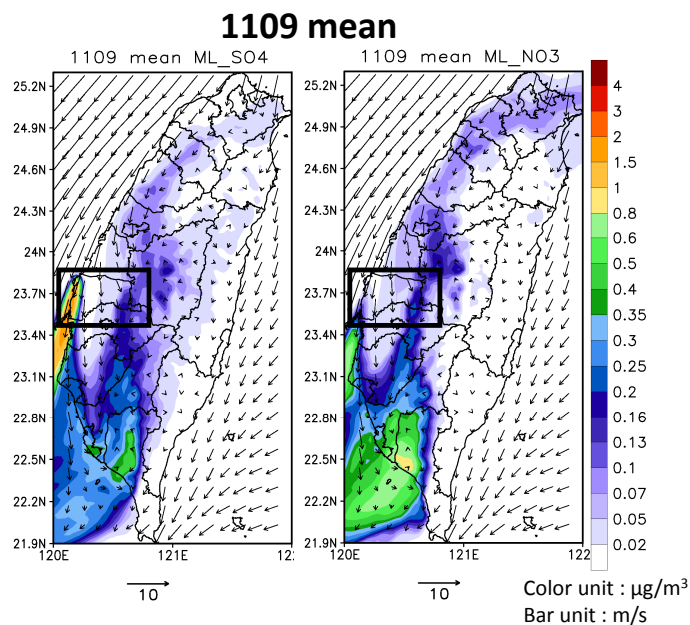 1109 mean
1109 mean ML_SO4
1109 mean ML_NO3
25.2N
24.9N
24.6N
24.3N
24N
23.7N
23.4N
23.1N
22.8N
22.5N
22.2N
21.9N
120E
121E
12
10
25.2N
24.9N
24.6N
24.3N
24N
23.7N
23.4N
23.1N
22.8N
22.5N
22.2N
21.9N
120E
121E
122
10
4
3
2
1.5
1
0.8
0.6
0.5
0.4
0.35
0.3
0.25
0.2
0.16
0.13
0.1
0.07
0.05
0.02
Color unit : µg/m³
Bar unit : m/s